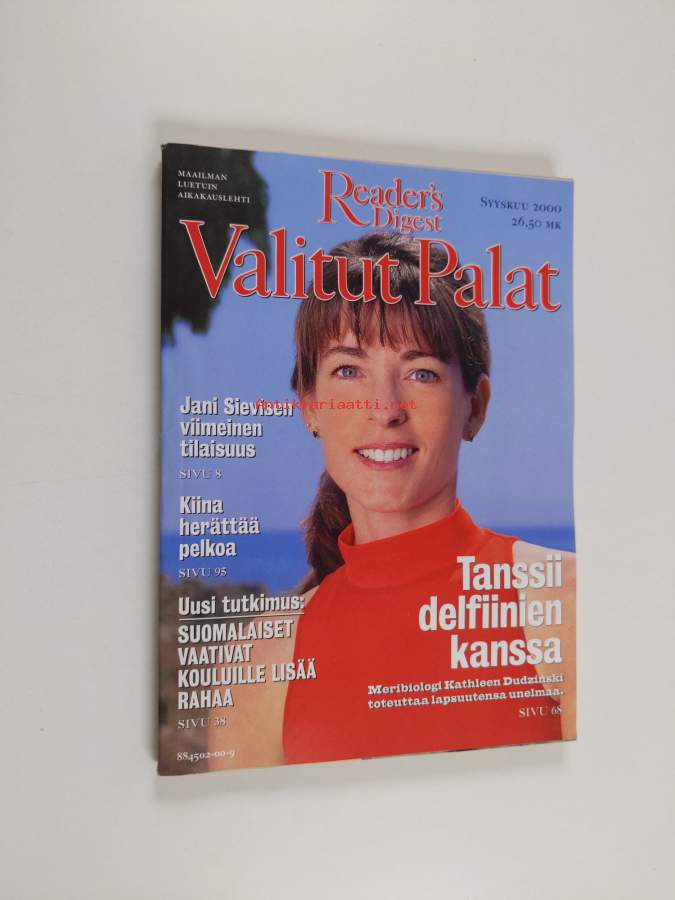 MAAILMAN
LUETUIN
AIKAKAUSLEHTI
Reader's
Digest
SYYSKUU 2000
26,50 MK
Valitut Palat
Jani Sievisen
viimeinen
tilaisuus
SIVU 8
Antikvariaatti.net
Kiina
herättää
pelkoa
SIVU 95
Uusi tutkimus:
SUOMALAISET
VAATIVAT
KOULUILLE LISÄÄ
RAHAA
SIVU 38
Tanssii
delfiinien
kanssa
Meribiologi Kathleen Dudzinski
toteuttaa lapsuutensa unelmaa.
SIVU 68
884502-00-9